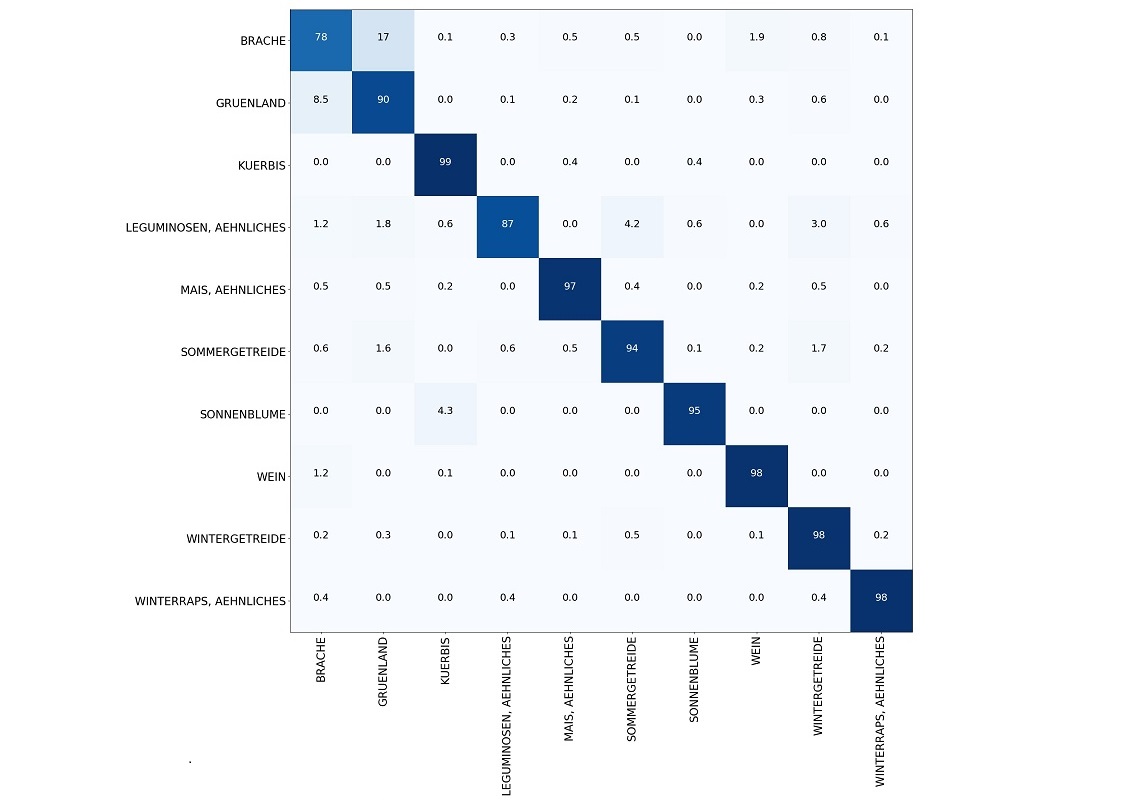 BRACHE 78 17 0.1 0.3 0.5 0.5 0.0 1.9 0.8 0.1
GRUENLAND 8.5 90 0.0 0.1 0.2 0.1 0.0 0.3 0.6 0.0
KUERBIS 0.0 0.0 99 0.0 0.4 0.0 0.4 0.0 0.0 0.0
LEGUMINOSEN, AEHNLICHES 1.2 1.8 0.6 87 0.0 4.2 0.6 0.0 3.0 0.6
MAIS, AEHNLICHES 0.5 0.5 0.2 0.0 97 0.4 0.0 0.2 0.5 0.0
SOMMERGETREIDE 0.6 1.6 0.0 0.6 0.5 94 0.1 0.2 1.7 0.2
SONNENBLUME 0.0 0.0 4.3 0.0 0.0 0.0 95 0.0 0.0 0.0
WEIN 1.2 0.0 0.1 0.0 0.0 0.0 0.0 98 0.0 0.0
WINTERGETREIDE 0.2 0.3 0.0 0.1 0.1 0.5 0.0 0.1 98 0.2
WINTERRAPS, AEHNLICHES 0.4 0.0 0.0 0.4 0.0 0.0 0.0 0.0 0.4 98
BRACHE
GRUENLAND
KUERBIS
LEGUMINOSEN, AEHNLICHES
MAIS, AEHNLICHES
SOMMERGETREIDE
SONNENBLUME
WEIN
WINTERGETREIDE
WINTERRAPS, AEHNLICHES
.